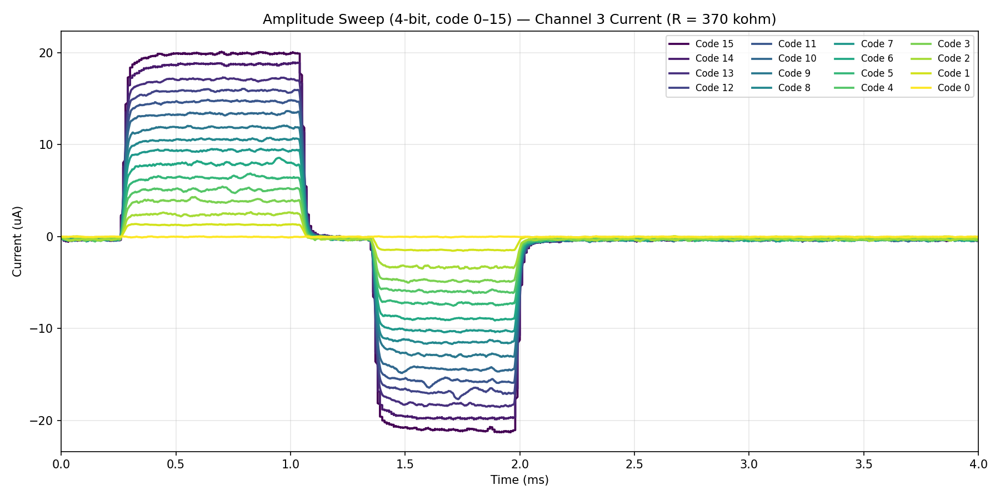 Amplitude Sweep (4-bit, code 0–15) — Channel 3 Current (R = 370 kohm)
Code 15 Code 11 Code 7 Code 3
Code 14 Code 10 Code 6 Code 2
Code 13 Code 9 Code 5 Code 1
Code 12 Code 8 Code 4 Code 0
Current (uA)
20
10
0
−10
−20
0.0 0.5 1.0 1.5 2.0 2.5 3.0 3.5 4.0
Time (ms)